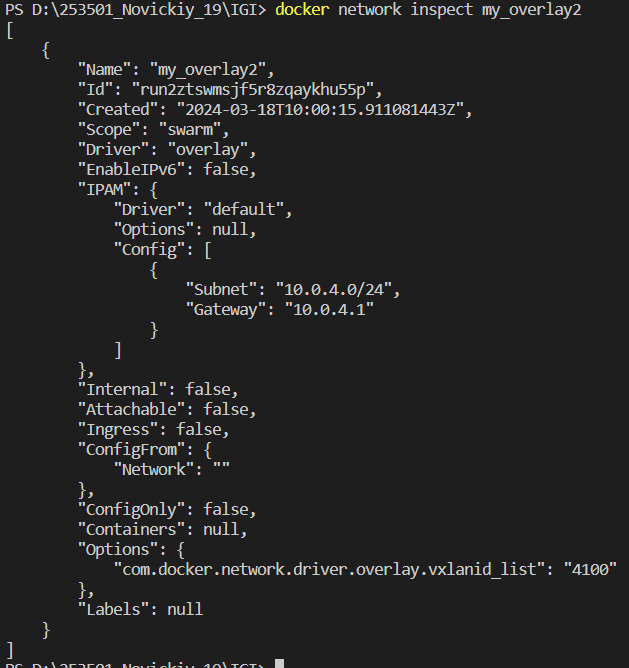 PS D:\253501_Novickiy_19\IGI> docker network inspect my_overlay2
[
    {
        "Name": "my_overlay2",
        "Id": "run2ztswmsjf5r8zqaykhu55p",
        "Created": "2024-03-18T10:00:15.911081443Z",
        "Scope": "swarm",
        "Driver": "overlay",
        "EnableIPv6": false,
        "IPAM": {
            "Driver": "default",
            "Options": null,
            "Config": [
                {
                    "Subnet": "10.0.4.0/24",
                    "Gateway": "10.0.4.1"
                }
            ]
        },
        "Internal": false,
        "Attachable": false,
        "Ingress": false,
        "ConfigFrom": {
            "Network": ""
        },
        "ConfigOnly": false,
        "Containers": null,
        "Options": {
            "com.docker.network.driver.overlay.vxlanid_list": "4100"
        },
        "Labels": null
    }
]
PS D:\253501_Novickiy_19\IGI>